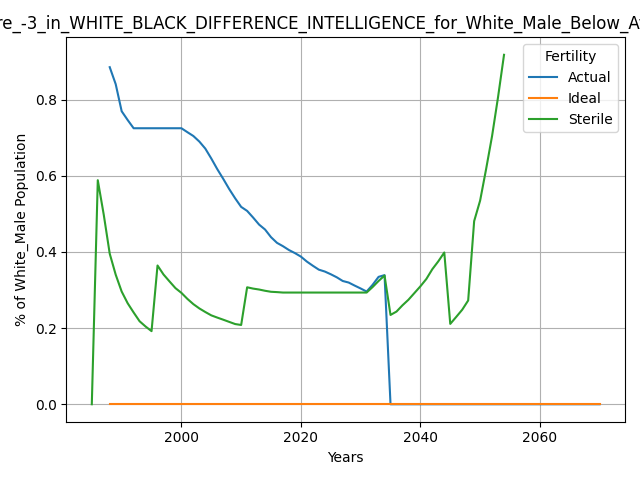 re_-3_in_WHITE_BLACK_DIFFERENCE_INTELLIGENCE_for_White_Male_Below_A
Fertility
Actual
Ideal
Sterile
% of White_Male Population
0.8
0.6
0.4
0.2
0.0
2000
2020
2040
2060
Years